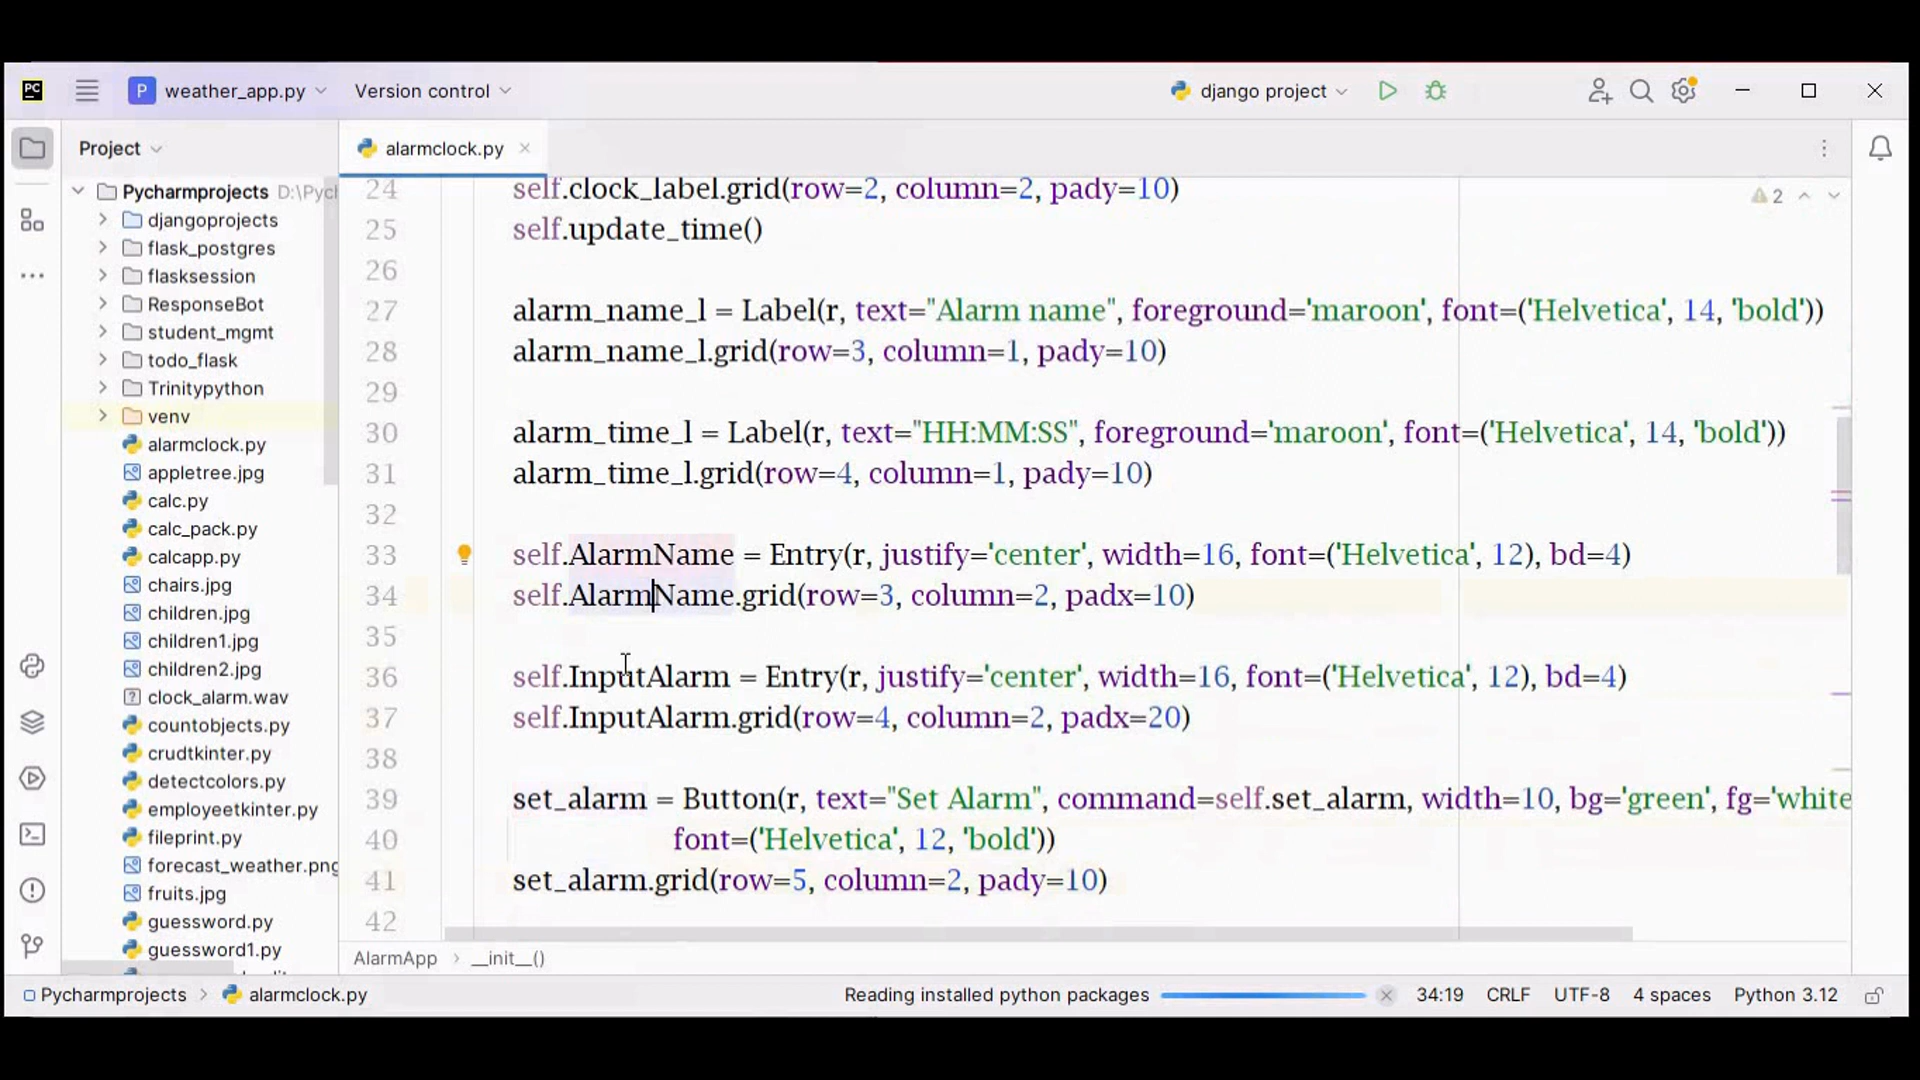 PC
P
weather_app.py
Version control
django project
Project
alarmclock.py
Pycharmprojects D:\Pycl
djangoprojects
flask_postgres
flasksession
ResponseBot
student_mgmt
todo_flask
Trinitypython
venv
alarmclock.py
appletree.jpg
calc.py
calc_pack.py
calcapp.py
chairs.jpg
children.jpg
children1.jpg
children2.jpg
clock_alarm.wav
countobjects.py
crudtkinter.py
detectcolors.py
employeetkinter.py
fileprint.py
forecast_weather.png
fruits.jpg
guessword.py
guessword1.py
2
24 self.clock_label.grid(row=2, column=2, pady=10)
25 self.update_time()
26
27 alarm_name_l = Label(r, text="Alarm name", foreground='maroon', font=('Helvetica', 14, 'bold'))
28 alarm_name_l.grid(row=3, column=1, pady=10)
29
30 alarm_time_l = Label(r, text="HH:MM:SS", foreground='maroon', font=('Helvetica', 14, 'bold'))
31 alarm_time_l.grid(row=4, column=1, pady=10)
32
33 self.AlarmName = Entry(r, justify='center', width=16, font=('Helvetica', 12), bd=4)
34 self.AlarmName.grid(row=3, column=2, padx=10)
35
36 self.InputAlarm = Entry(r, justify='center', width=16, font=('Helvetica', 12), bd=4)
37 self.InputAlarm.grid(row=4, column=2, padx=20)
38
39 set_alarm = Button(r, text="Set Alarm", command=self.set_alarm, width=10, bg='green', fg='white
40 font=('Helvetica', 12, 'bold'))
41 set_alarm.grid(row=5, column=2, pady=10)
42
AlarmApp > __init__()
Pycharmprojects > alarmclock.py
Reading installed python packages
34:19 CRLF UTF-8 4 spaces Python 3.12